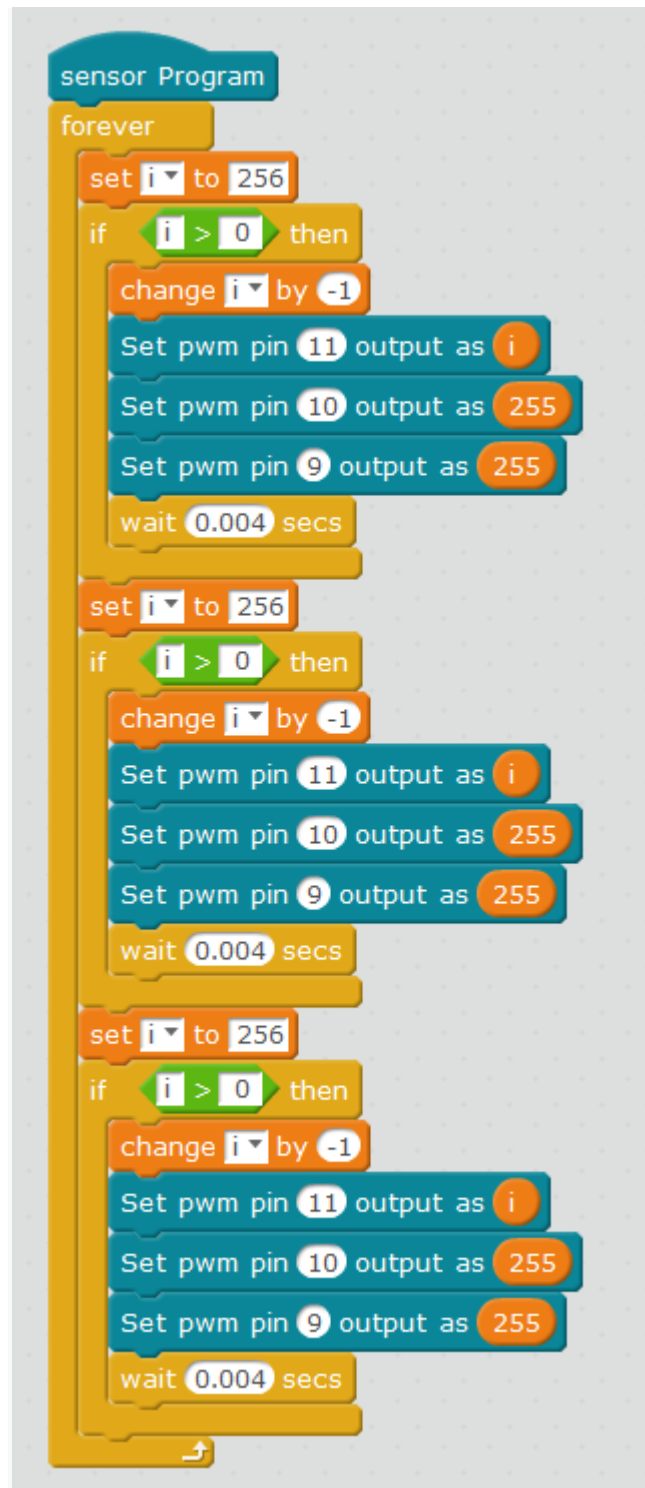 sensor Program
forever
set i to 256
if i > 0 then
change i by -1
Set pwm pin 11 output as i
Set pwm pin 10 output as 255
Set pwm pin 9 output as 255
wait 0.004 secs
set i to 256
if i > 0 then
change i by -1
Set pwm pin 11 output as i
Set pwm pin 10 output as 255
Set pwm pin 9 output as 255
wait 0.004 secs
set i to 256
if i > 0 then
change i by -1
Set pwm pin 11 output as i
Set pwm pin 10 output as 255
Set pwm pin 9 output as 255
wait 0.004 secs